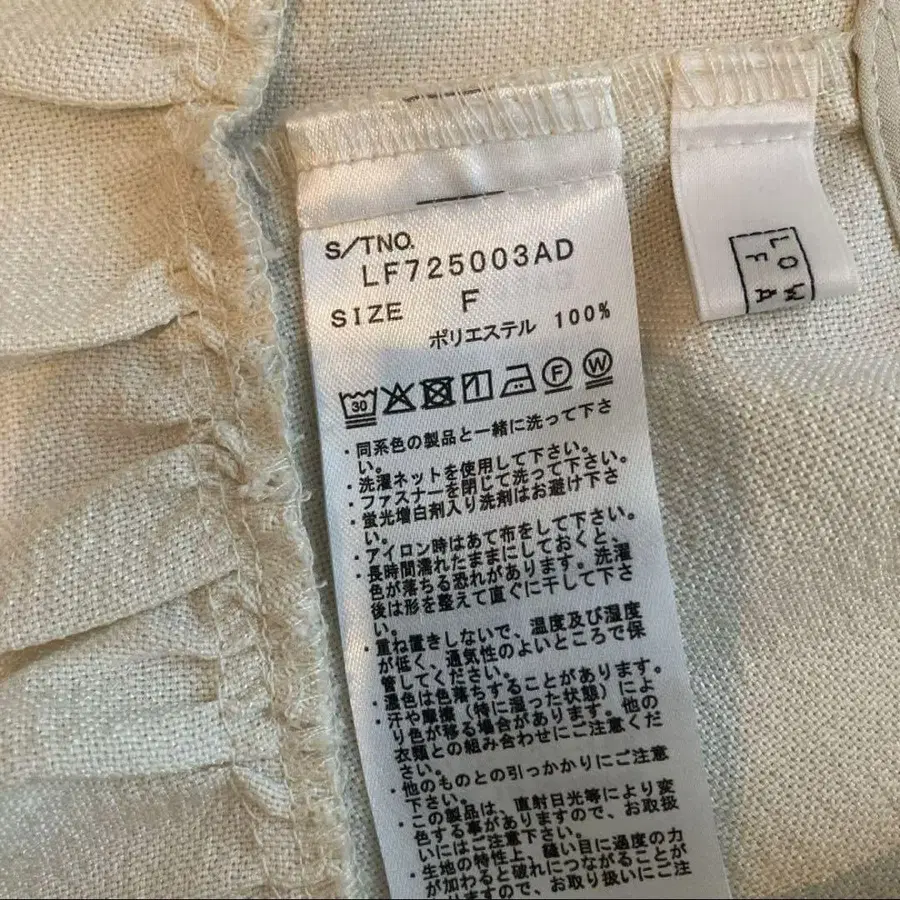 S/TNO.
LF725003AD
SIZE F
ポリエステル 100%
30
F
W
・同系色の製品と一緒に洗って下さ
い。
・洗濯ネットを使用して下さい。
・ファスナーを閉じて洗って下さい。
・蛍光増白剤入り洗剤はお避け下さ
い。
・アイロン時はあて布をして下さい。
・長時間濡れたままにしておくと、
色が落ちる恐れがあります。洗濯
後は形を整えて直ぐに干して下さ
い。
・重ね置きしないで、温度及び湿度
が低く、通気性のよいところで保
管してください。
・濃色は色落ちすることがあります。
・汗や摩擦（特に湿った状態）によ
り色が移る場合があります。他の
衣類との組み合わせにご注意くだ
さい。
・他のものとの引っかかりにご注意
下さい。
・この製品は、直射日光等により変
色する事がありますので、お取扱
いにはご注意下さい。
・生地の特性上、縫い目に過度の力
が加わると破れにつながることが
ありますので、お取り扱いにご注
LOW
FA